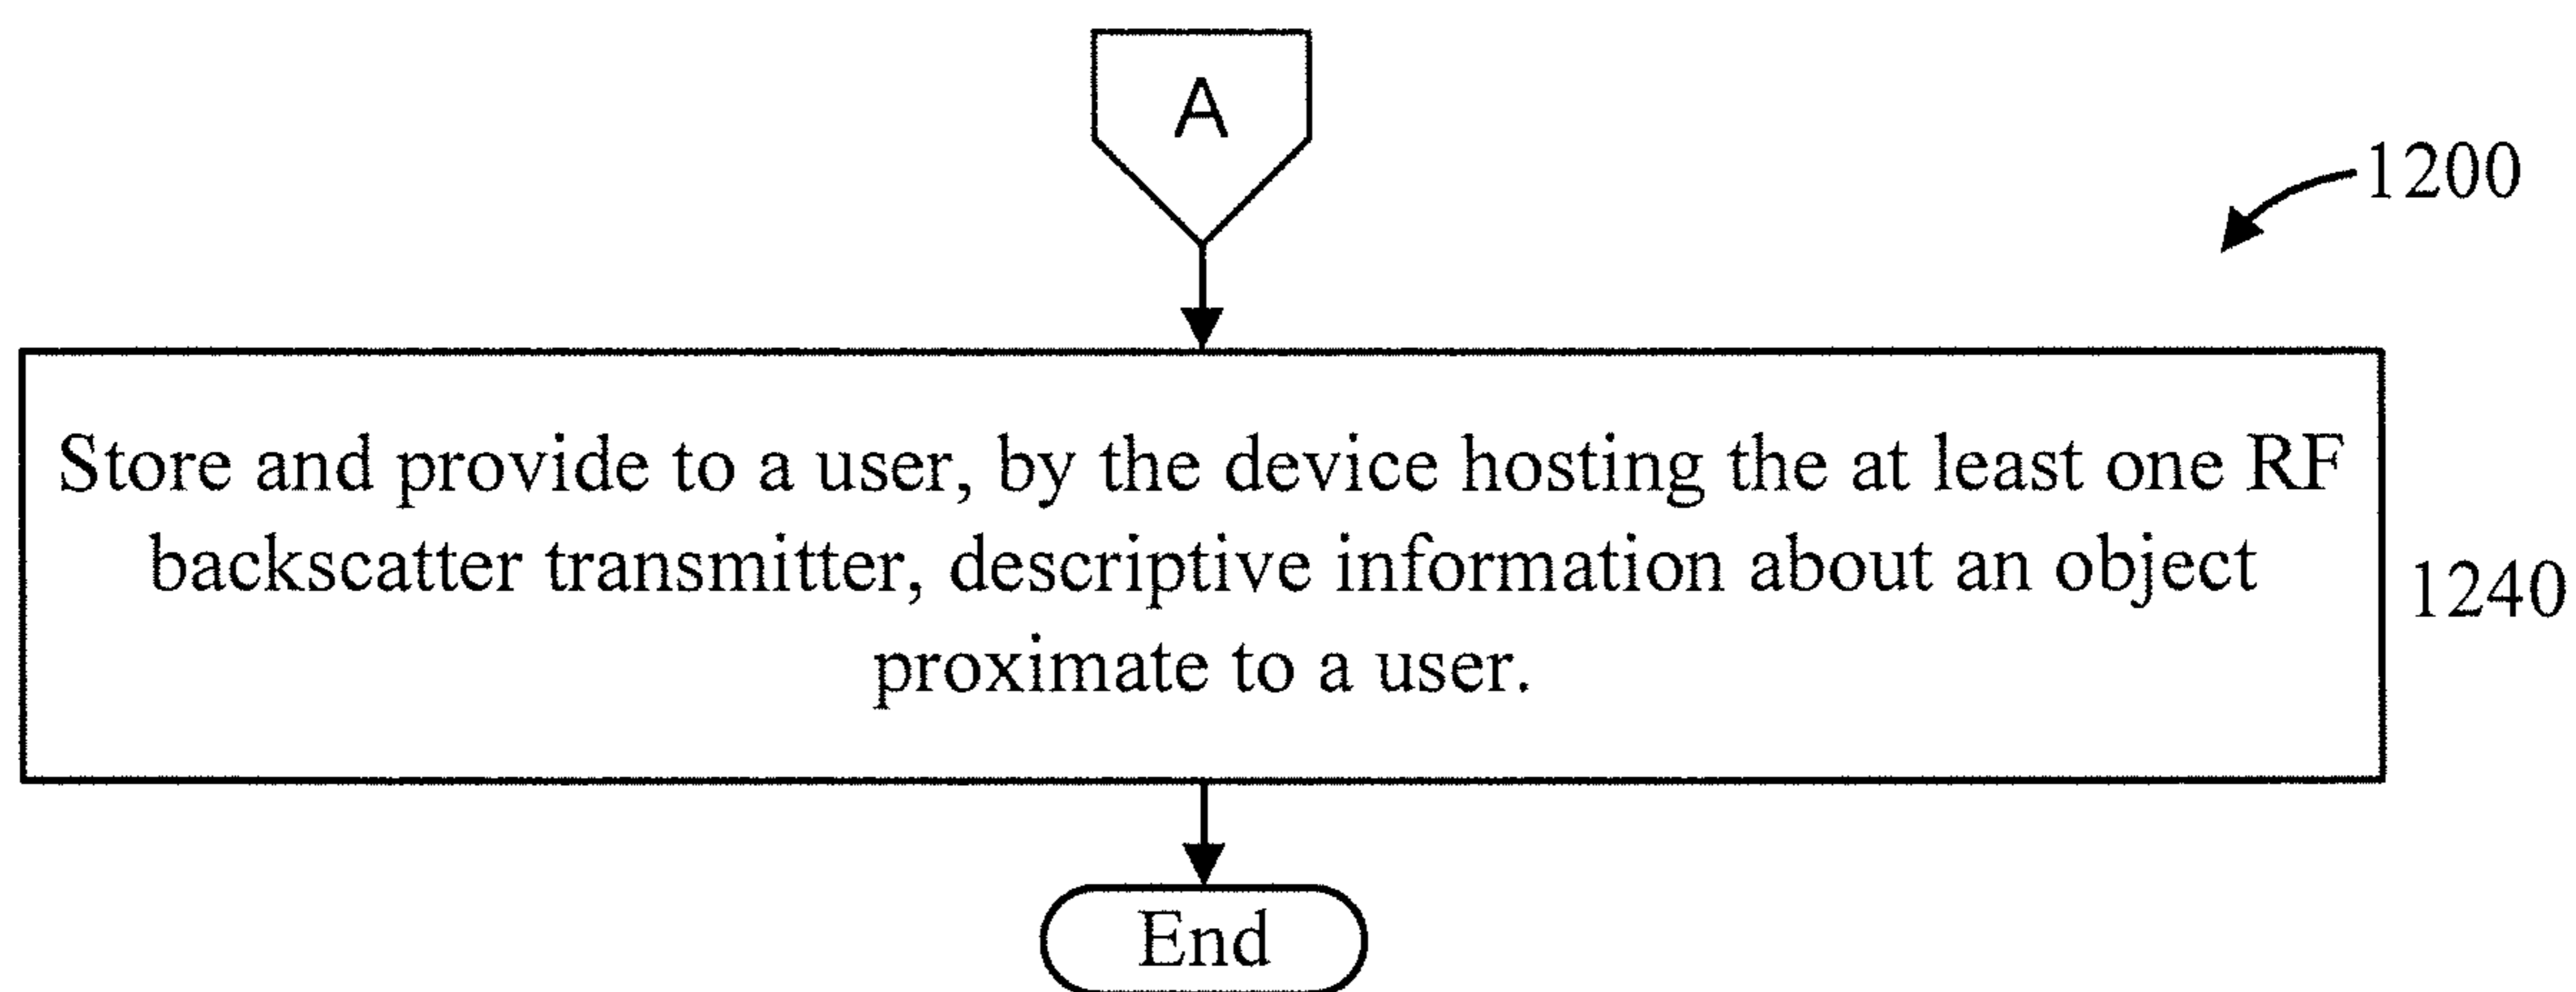 A
1200
Store and provide to a user, by the device hosting the at least one RF
backscatter transmitter, descriptive information about an object
proximate to a user.
1240
End